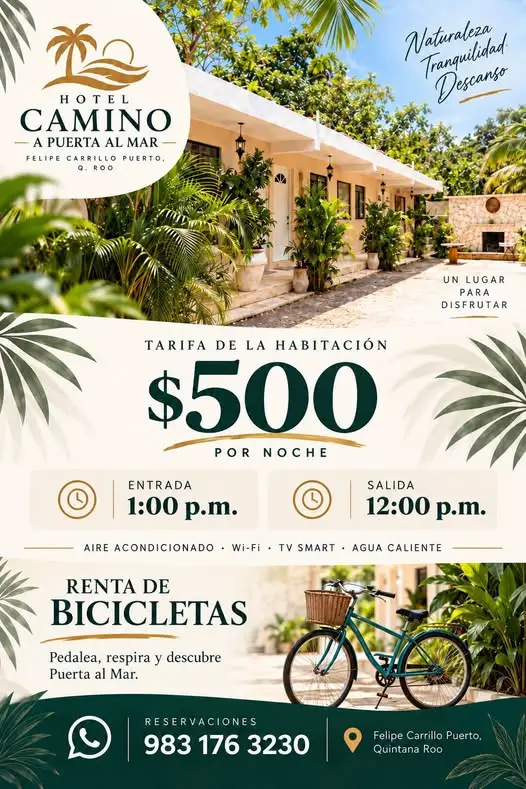 HOTEL
CAMINO
A PUERTA AL MAR
FELIPE CARRILLO PUERTO,
Q. ROO
Naturaleza
Tranquilidad
Descanso
UN LUGAR
PARA
DISFRUTAR
TARIFA DE LA HABITACIÓN
$500
POR NOCHE
ENTRADA
1:00 p.m.
SALIDA
12:00 p.m.
AIRE ACONDICIONADO · Wi-Fi · TV SMART · AGUA CALIENTE
RENTA DE
BICICLETAS
Pedalea, respira y descubre
Puerta al Mar.
RESERVACIONES
983 176 3230
Felipe Carrillo Puerto,
Quintana Roo